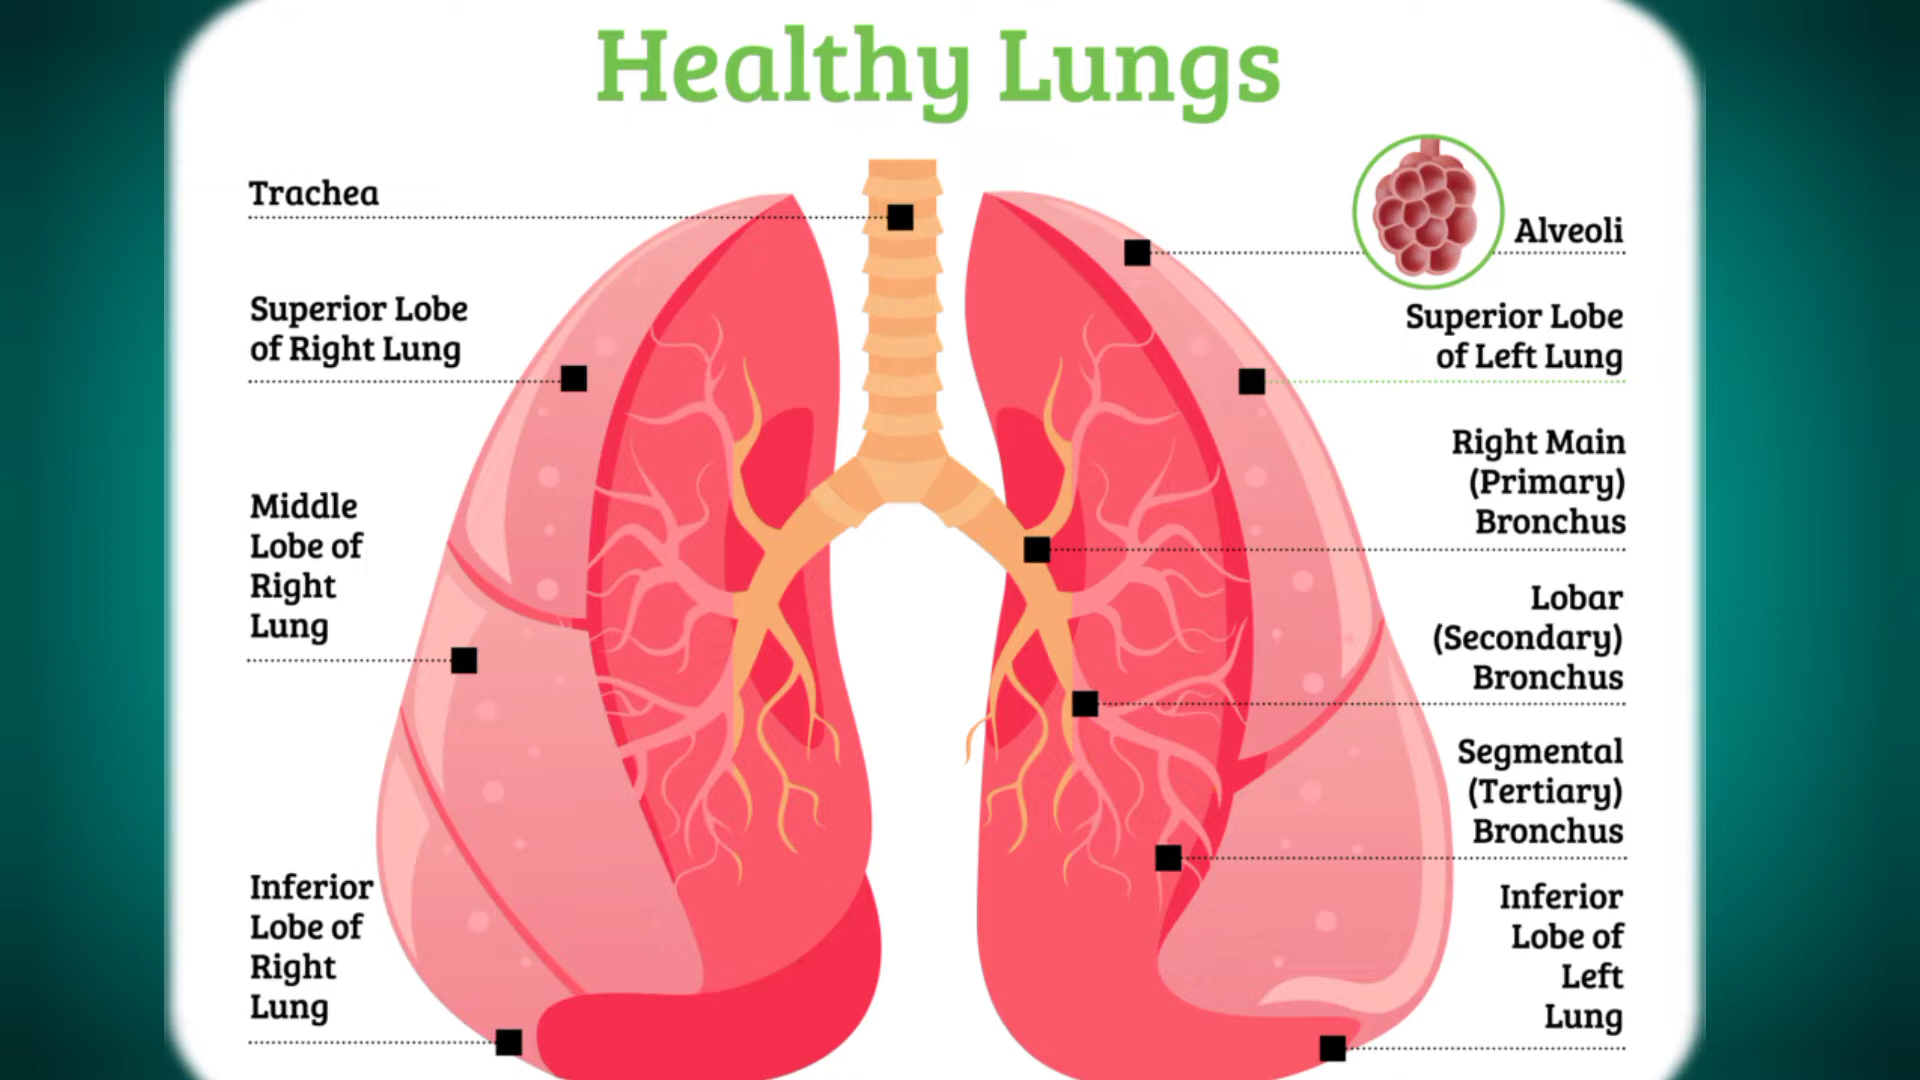 Healthy Lungs
Trachea
Superior Lobe
of Right Lung
Middle
Lobe of
Right
Lung
Inferior
Lobe of
Right
Lung
Alveoli
Superior Lobe
of Left Lung
Right Main
(Primary)
Bronchus
Lobar
(Secondary)
Bronchus
Segmental
(Tertiary)
Bronchus
Inferior
Lobe of
Left
Lung